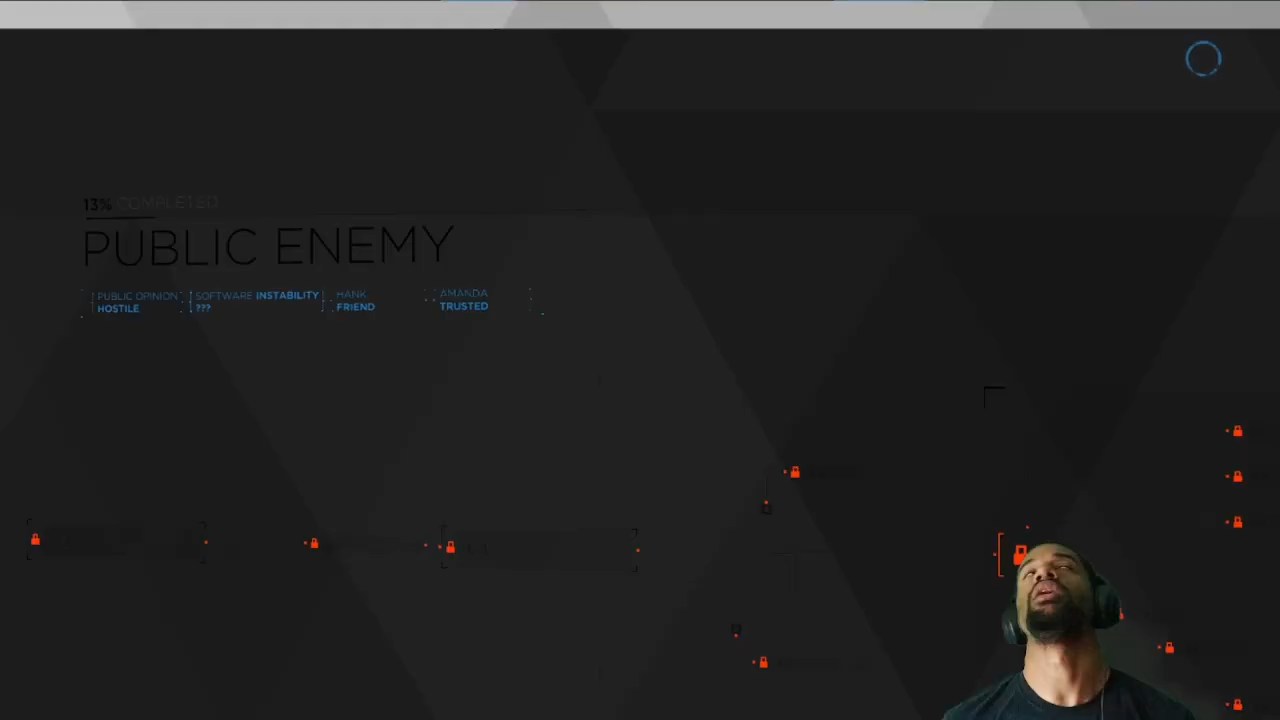 13% COMPLETED
PUBLIC ENEMY
PUBLIC OPINION SOFTWARE INSTABILITY HANK AMANDA
HOSTILE ??? FRIEND TRUSTED